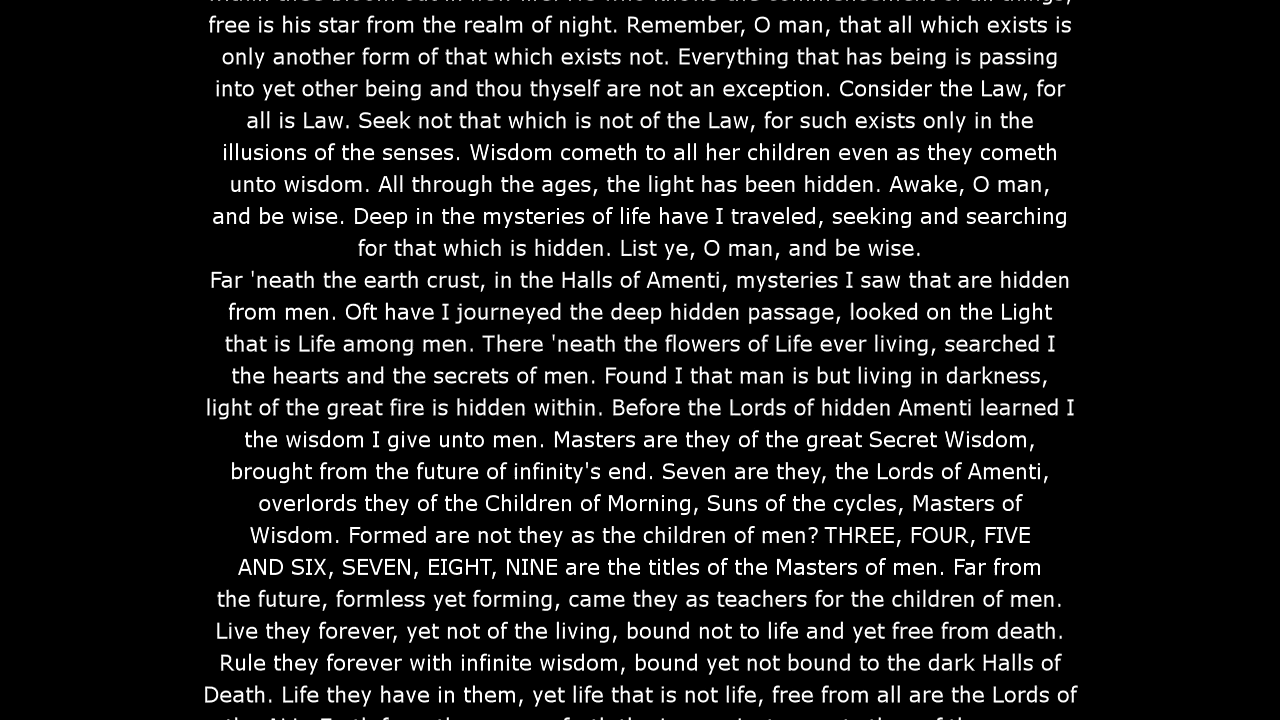 free is his star from the realm of night. Remember, O man, that all which exists is
only another form of that which exists not. Everything that has being is passing
into yet other being and thou thyself are not an exception. Consider the Law, for
all is Law. Seek not that which is not of the Law, for such exists only in the
illusions of the senses. Wisdom cometh to all her children even as they cometh
unto wisdom. All through the ages, the light has been hidden. Awake, O man,
and be wise. Deep in the mysteries of life have I traveled, seeking and searching
for that which is hidden. List ye, O man, and be wise.
Far 'neath the earth crust, in the Halls of Amenti, mysteries I saw that are hidden
from men. Oft have I journeyed the deep hidden passage, looked on the Light
that is Life among men. There 'neath the flowers of Life ever living, searched I
the hearts and the secrets of men. Found I that man is but living in darkness,
light of the great fire is hidden within. Before the Lords of hidden Amenti learned I
the wisdom I give unto men. Masters are they of the great Secret Wisdom,
brought from the future of infinity's end. Seven are they, the Lords of Amenti,
overlords they of the Children of Morning, Suns of the cycles, Masters of
Wisdom. Formed are not they as the children of men? THREE, FOUR, FIVE
AND SIX, SEVEN, EIGHT, NINE are the titles of the Masters of men. Far from
the future, formless yet forming, came they as teachers for the children of men.
Live they forever, yet not of the living, bound not to life and yet free from death.
Rule they forever with infinite wisdom, bound yet not bound to the dark Halls of
Death. Life they have in them, yet life that is not life, free from all are the Lords of